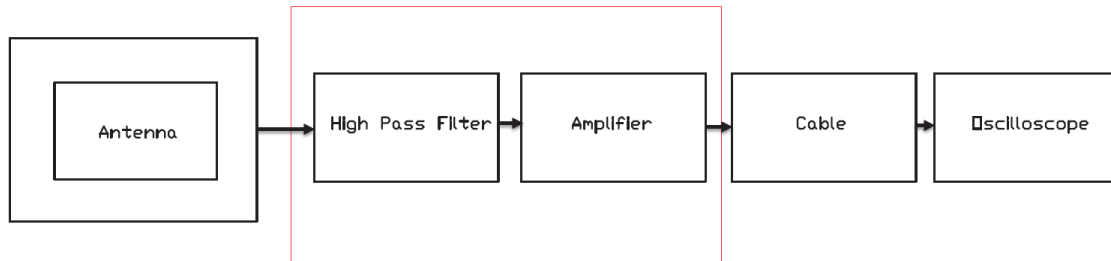 Antenna
High Pass Filter
Amplifier
Cable
Oscilloscope